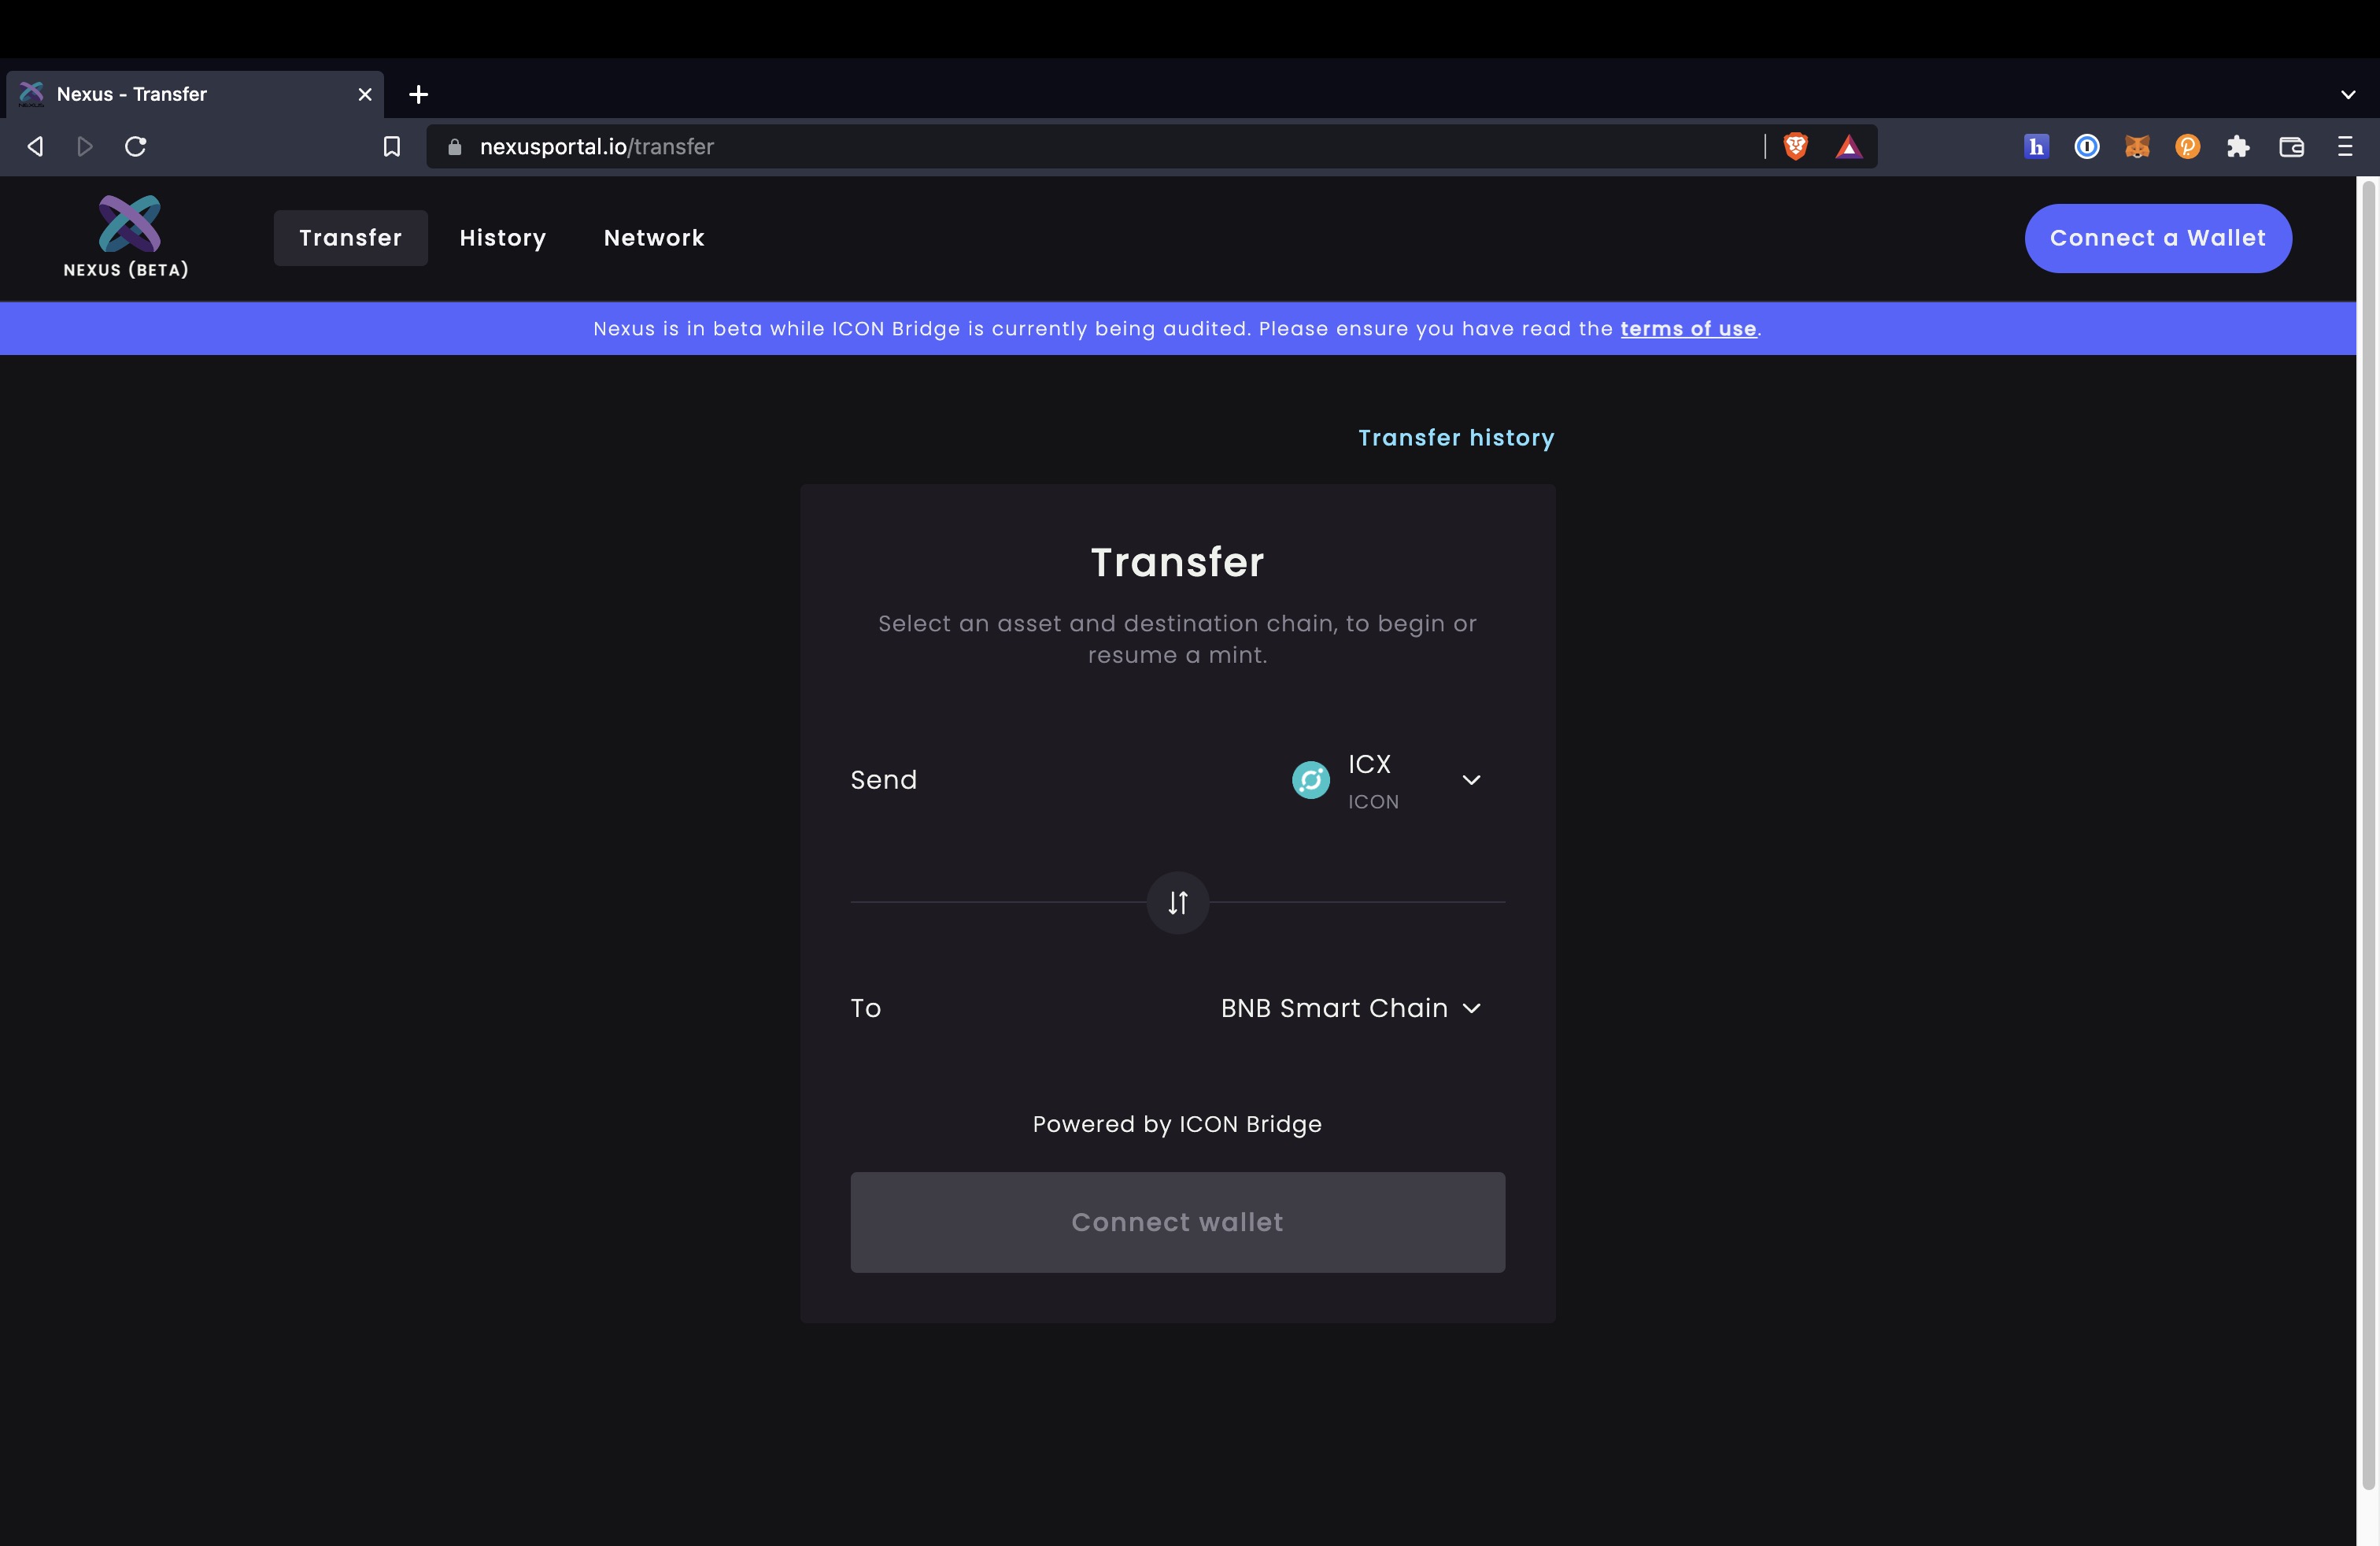 Nexus - Transfer
nexusportal.io/transfer
NEXUS (BETA)
Transfer
History
Network
Connect a Wallet
Nexus is in beta while ICON Bridge is currently being audited. Please ensure you have read the terms of use.
Transfer history
Transfer
Select an asset and destination chain, to begin or
resume a mint.
Send
ICX
ICON
To
BNB Smart Chain
Powered by ICON Bridge
Connect wallet